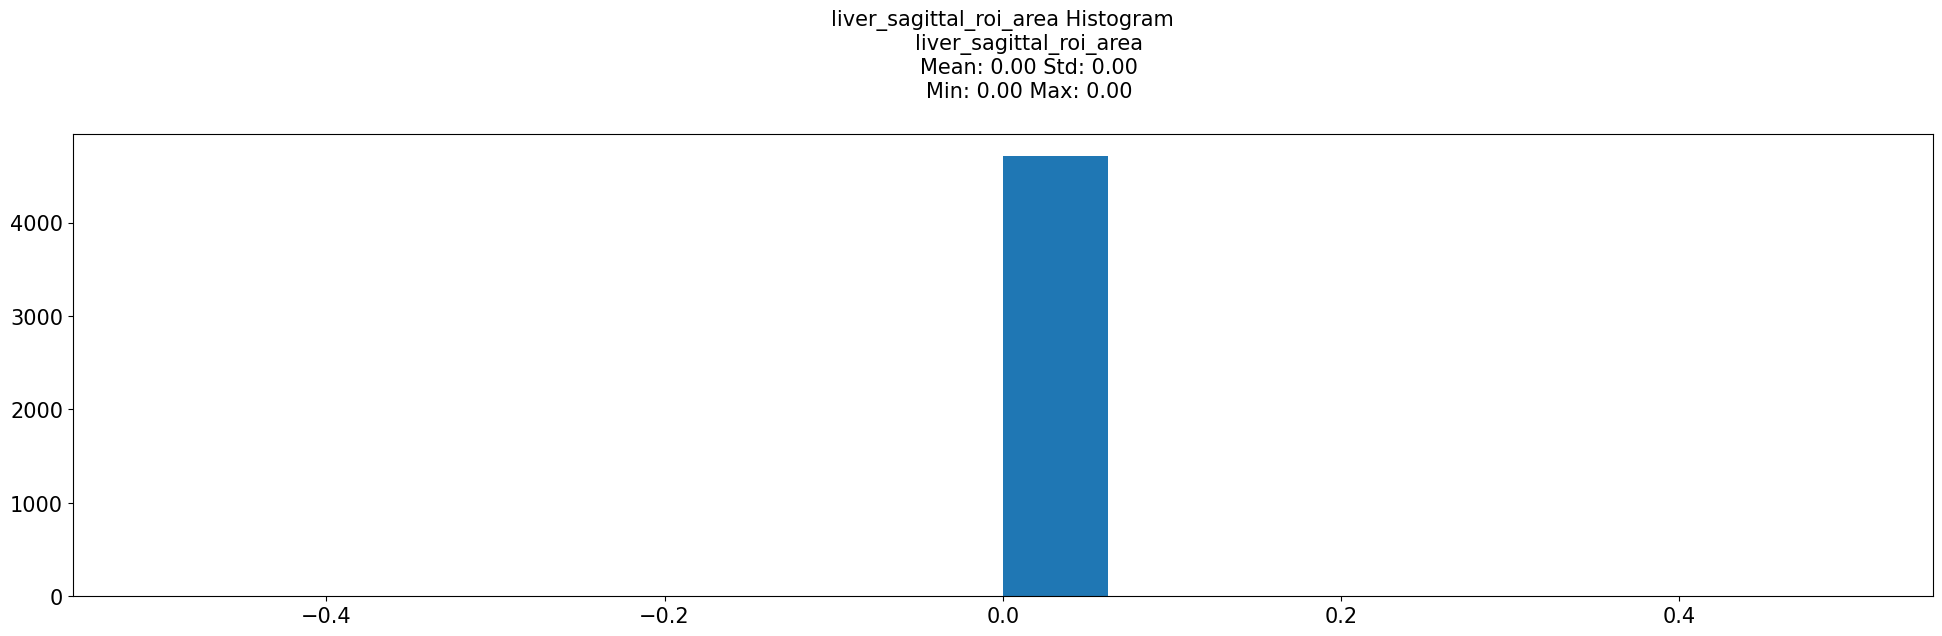 liver_sagittal_roi_area Histogram
liver_sagittal_roi_area
Mean: 0.00 Std: 0.00
Min: 0.00 Max: 0.00
4000
3000
2000
1000
0
−0.4 −0.2 0.0 0.2 0.4